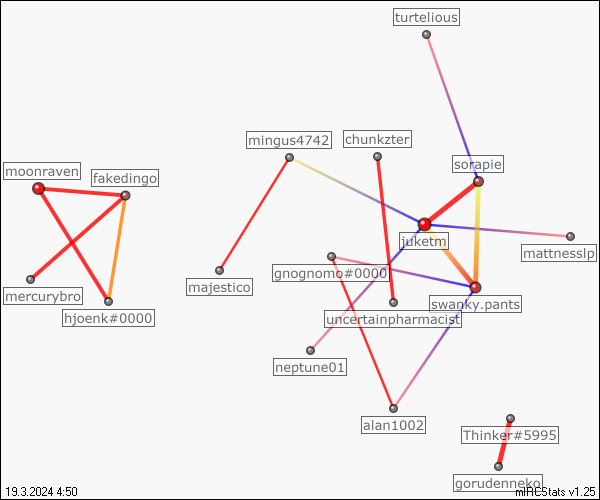 turtelious
mingus4742
chunkzter
sorapie
moonraven
fakedingo
juketm
mattnesslp
gnognomo#0000
majestico
mercurybro
hjoenk#0000
swanky.pants
uncertainpharmacist
neptune01
alan1002
Thinker#5995
gorudenneko
19.3.2024 4:50
mIRCStats v1.25